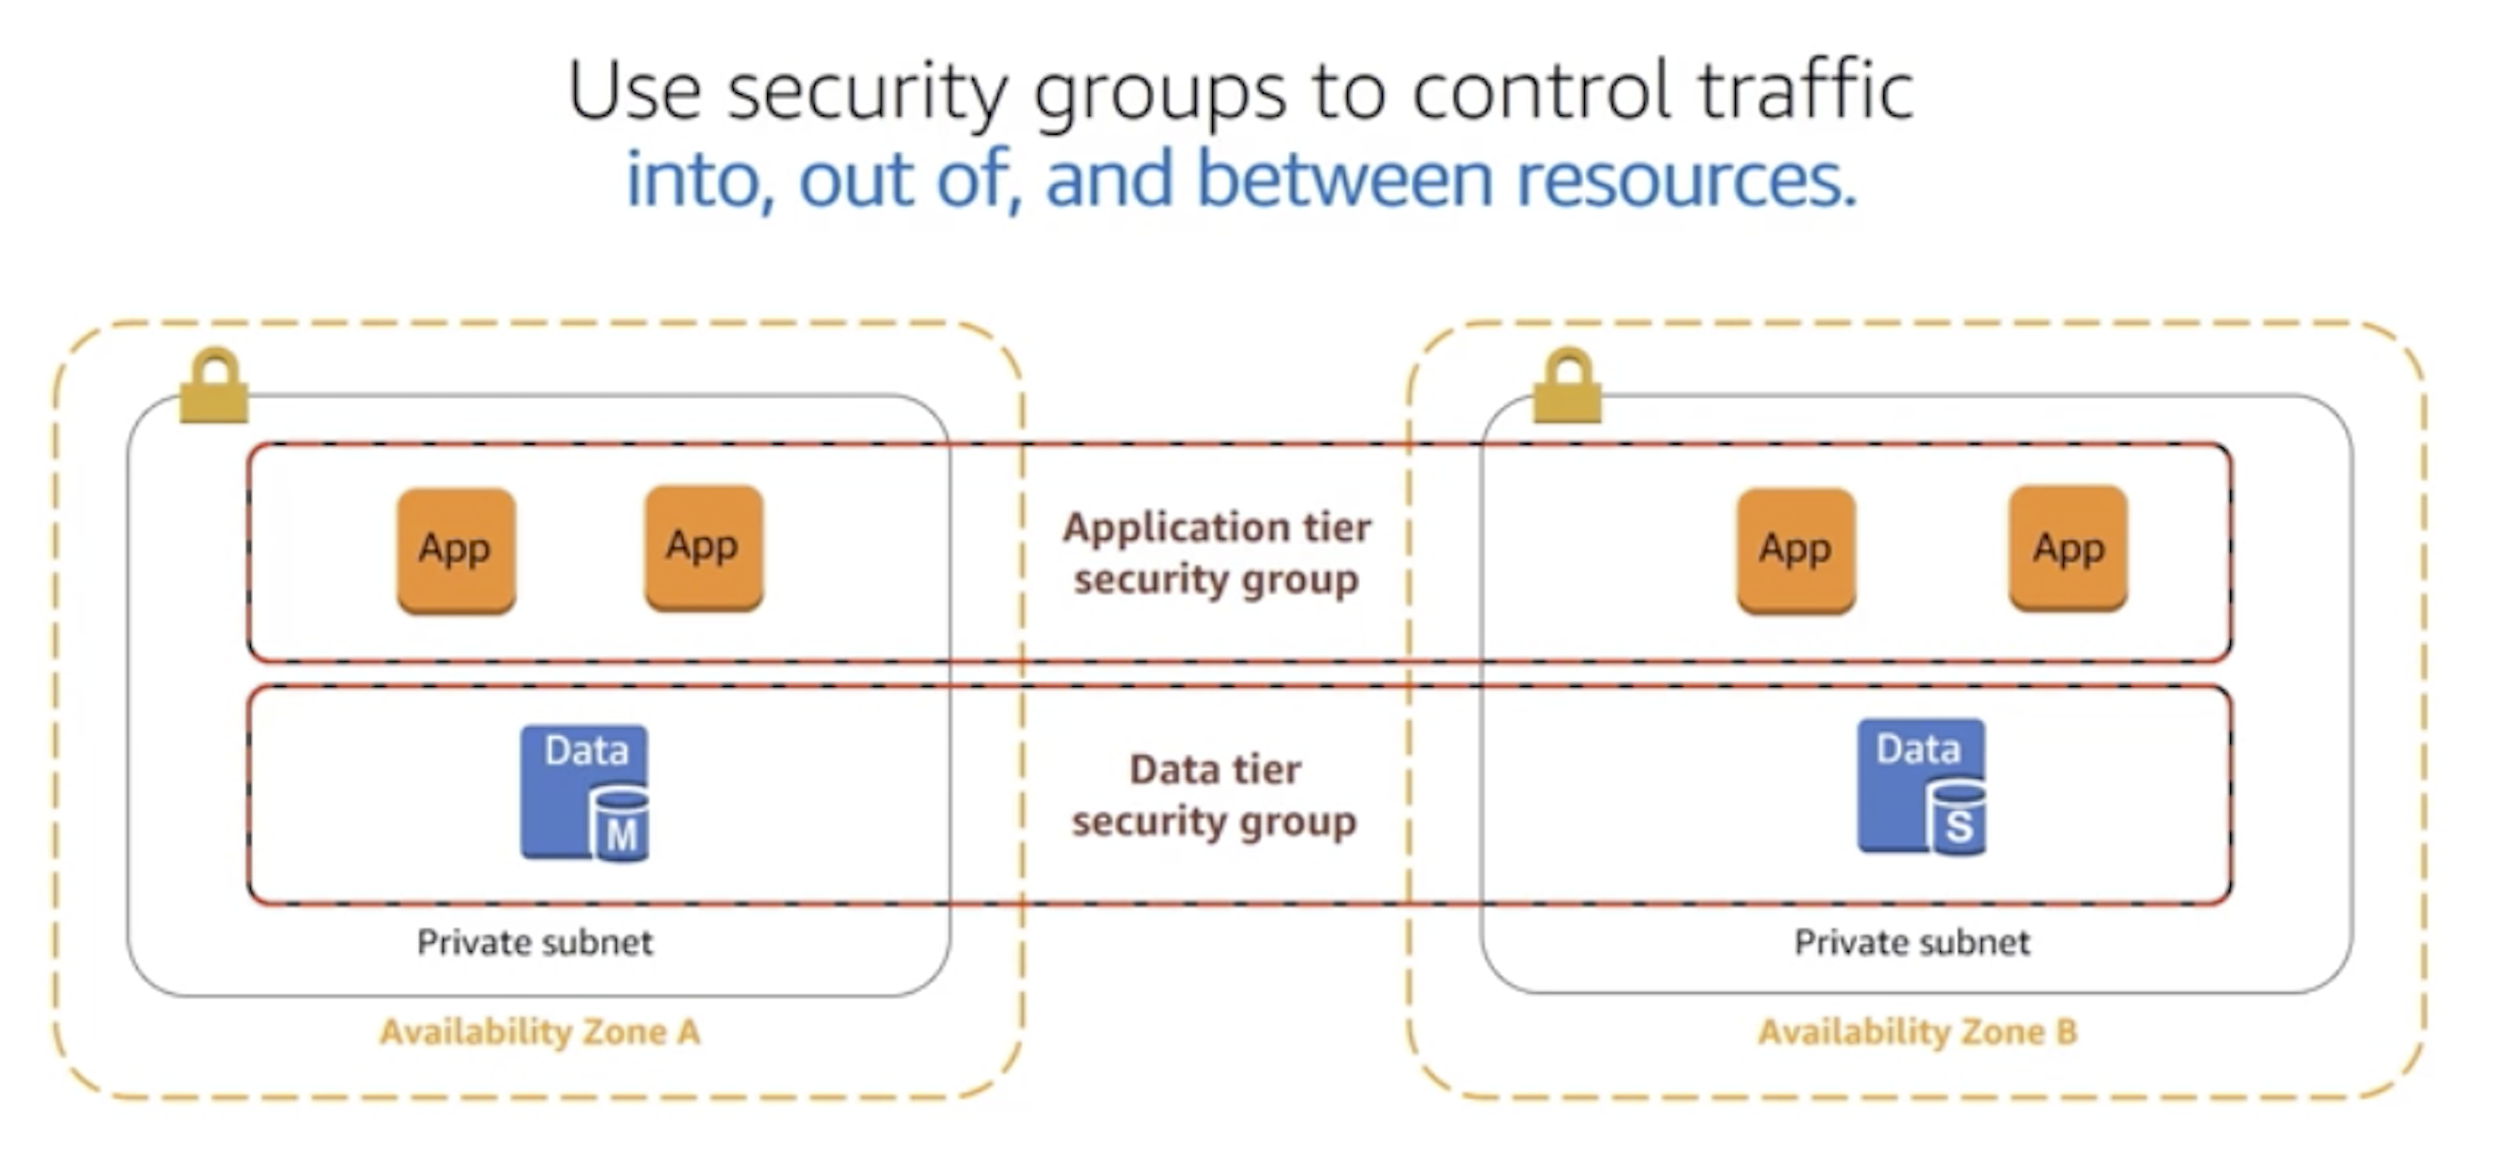 Use security groups to control traffic
into, out of, and between resources.
App
App
Application tier
security group
App
App
Data
M
Data tier
security group
Data
S
Private subnet
Private subnet
Availability Zone A
Availability Zone B